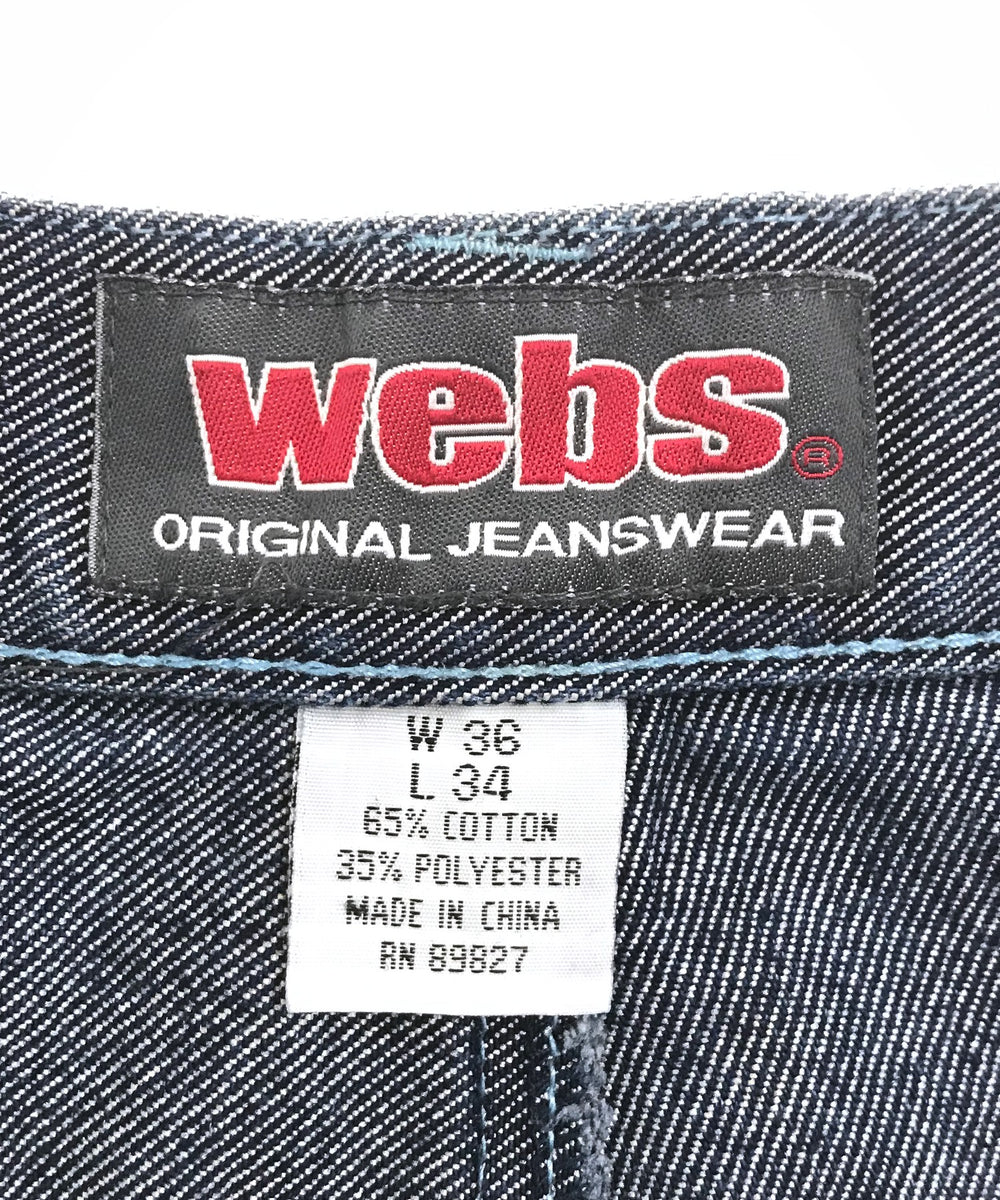 webs®
ORIGINAL JEANSWEAR
W 36
L 34
65% COTTON
35% POLYESTER
MADE IN CHINA
RN 89827